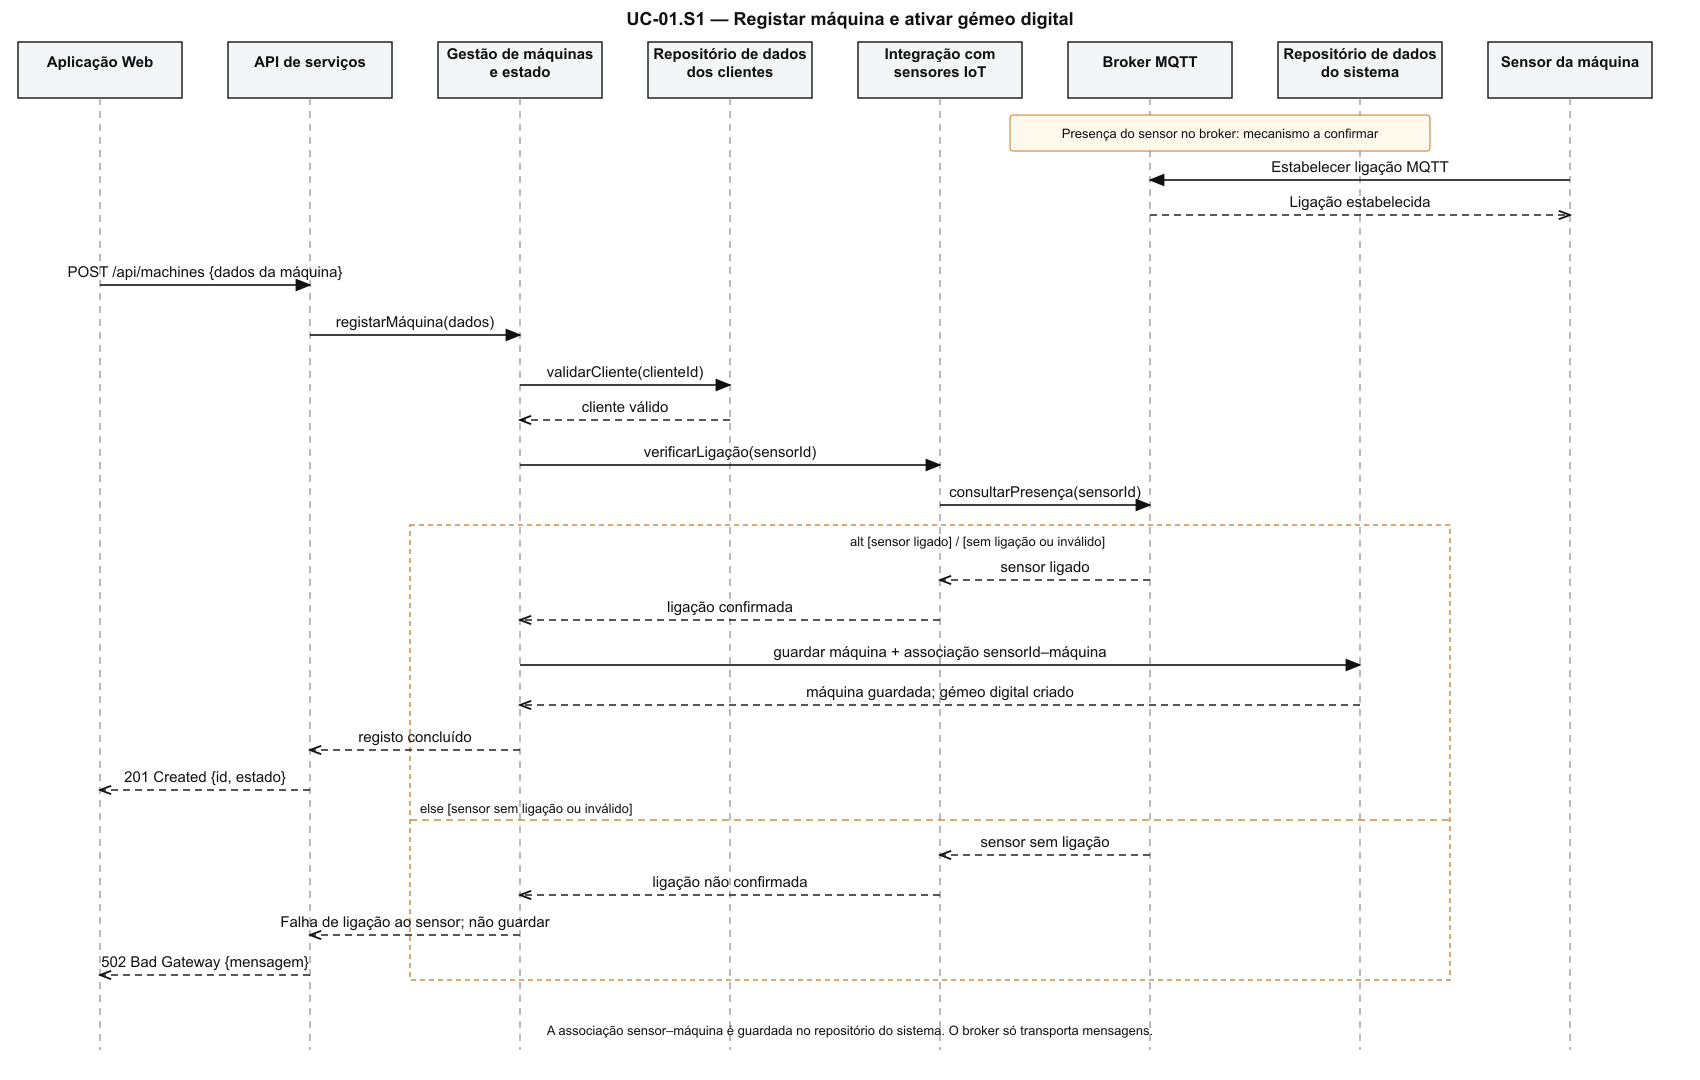 UC-01.S1 — Registar máquina e ativar gémeo digital
Aplicação Web
API de serviços
Gestão de máquinas
e estado
Repositório de dados
dos clientes
Integração com
sensores IoT
Broker MQTT
Repositório de dados
do sistema
Sensor da máquina
Presença do sensor no broker: mecanismo a confirmar
Estabelecer ligação MQTT
Ligação estabelecida
POST /api/machines {dados da máquina}
registarMáquina(dados)
validarCliente(clienteId)
cliente válido
verificarLigação(sensorId)
consultarPresença(sensorId)
alt [sensor ligado] / [sem ligação ou inválido]
sensor ligado
ligação confirmada
guardar máquina + associação sensorId–máquina
máquina guardada; gémeo digital criado
registo concluído
201 Created {id, estado}
else [sensor sem ligação ou inválido]
sensor sem ligação
ligação não confirmada
Falha de ligação ao sensor; não guardar
502 Bad Gateway {mensagem}
A associação sensor–máquina é guardada no repositório do sistema. O broker só transporta mensagens.